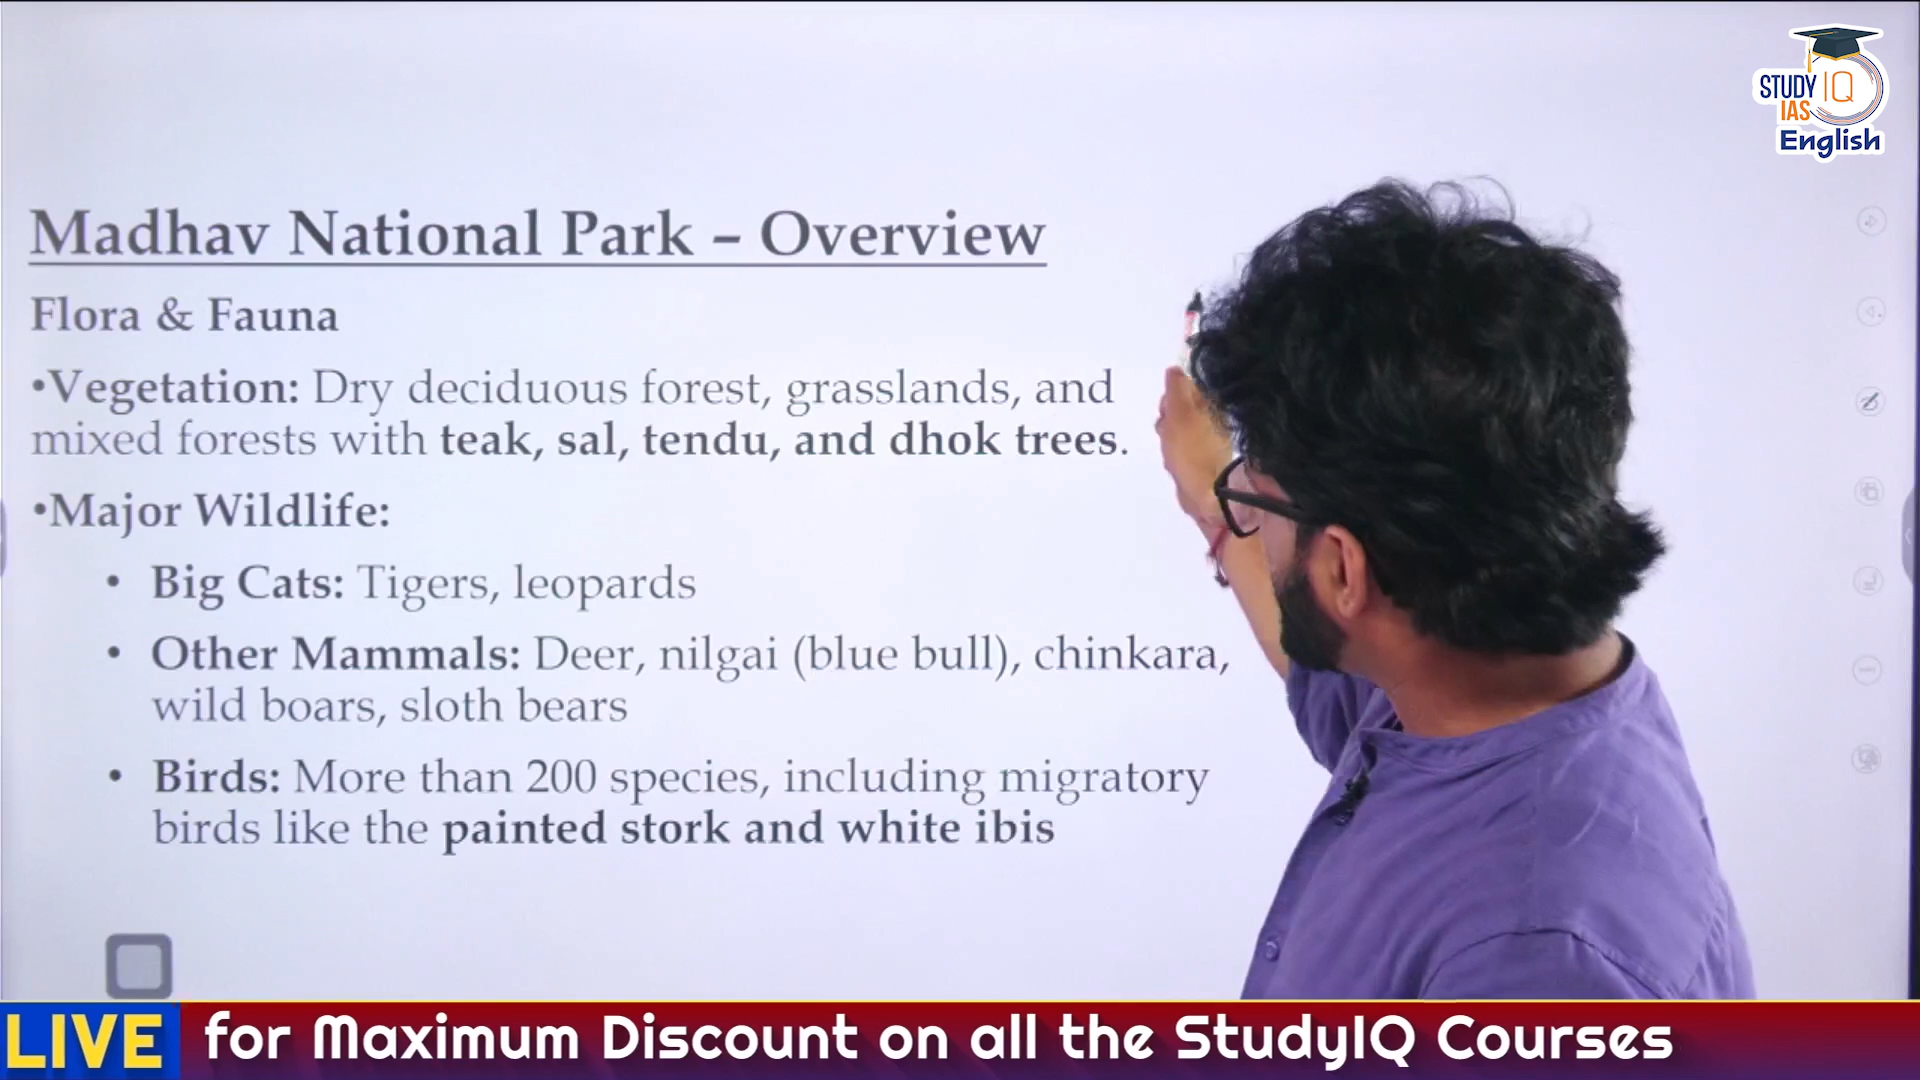 STUDY IQ
IAS
English
Madhav National Park – Overview
Flora & Fauna
•Vegetation: Dry deciduous forest, grasslands, and
mixed forests with teak, sal, tendu, and dhok trees.
•Major Wildlife:
• Big Cats: Tigers, leopards
• Other Mammals: Deer, nilgai (blue bull), chinkara,
wild boars, sloth bears
• Birds: More than 200 species, including migratory
birds like the painted stork and white ibis
LIVE for Maximum Discount on all the StudyIQ Courses